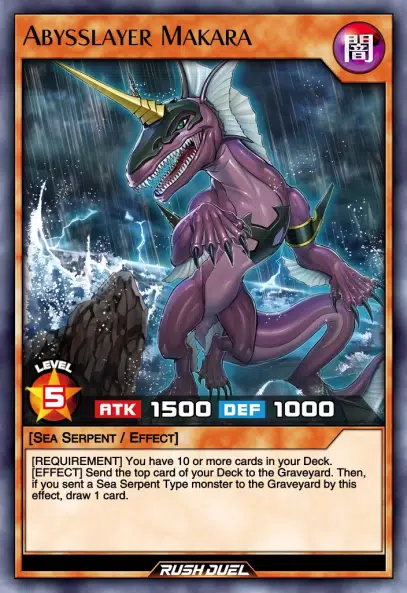 Abysslayer Makara
闇
LEVEL
5
ATK 1500 DEF 1000
[Sea Serpent / Effect]
[REQUIREMENT] You have 10 or more cards in your Deck.
[EFFECT] Send the top card of your Deck to the Graveyard. Then,
if you sent a Sea Serpent Type monster to the Graveyard by this
effect, draw 1 card.
RUSH DUEL